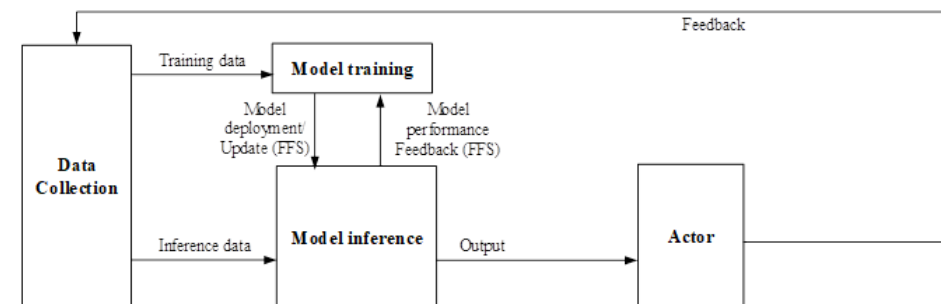 Feedback
Training data
Model training
Model
deployment/
Update (FFS)
Model
performance
Feedback (FFS)
Data
Collection
Inference data
Model inference
Output
Actor